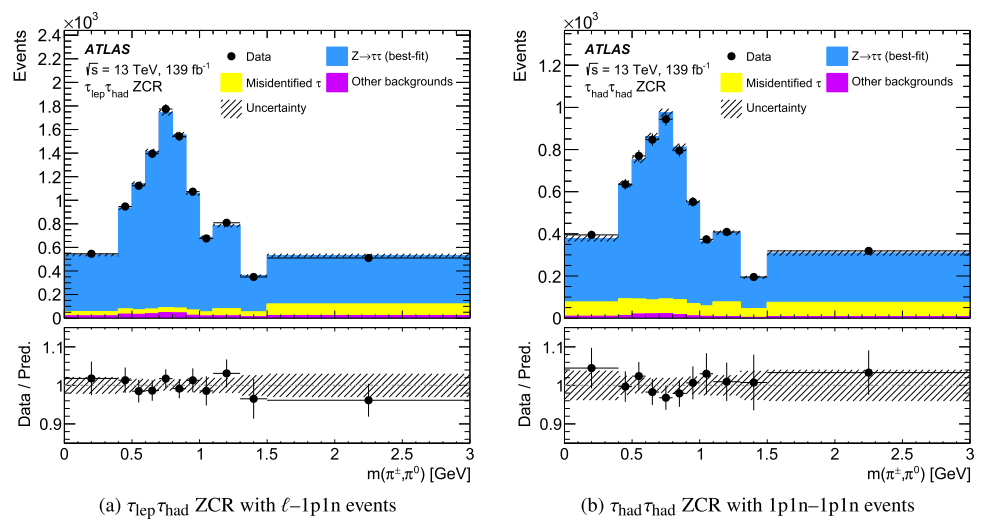 ×10³
Events
2.4
2.2
2
1.8
1.6
1.4
1.2
1
0.8
0.6
0.4
0.2
0
ATLAS
√s = 13 TeV, 139 fb⁻¹
τlepτhad ZCR
Data
Z→ττ (best-fit)
Misidentified τ
Other backgrounds
Uncertainty
Data / Pred.
1.1
1
0.9
0 0.5 1 1.5 2 2.5 3
m(π±,π⁰) [GeV]
(a) τlepτhad ZCR with ℓ–1p1n events
×10³
Events
1.2
1
0.8
0.6
0.4
0.2
0
ATLAS
√s = 13 TeV, 139 fb⁻¹
τhadτhad ZCR
Data
Z→ττ (best-fit)
Misidentified τ
Other backgrounds
Uncertainty
Data / Pred.
1.1
1
0.9
0 0.5 1 1.5 2 2.5 3
m(π±,π⁰) [GeV]
(b) τhadτhad ZCR with 1p1n–1p1n events